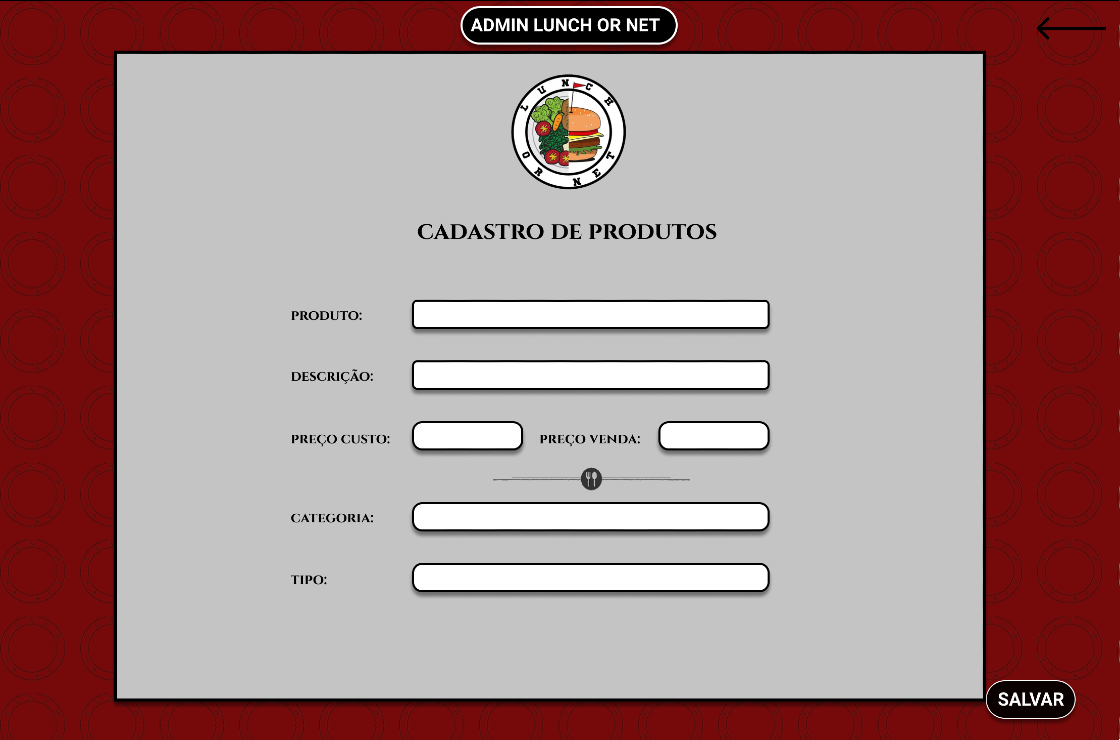 ADMIN LUNCH OR NET
LUNCH
OR NET
CADASTRO DE PRODUTOS
PRODUTO:
DESCRIÇÃO:
PREÇO CUSTO: PREÇO VENDA:
CATEGORIA:
TIPO:
SALVAR